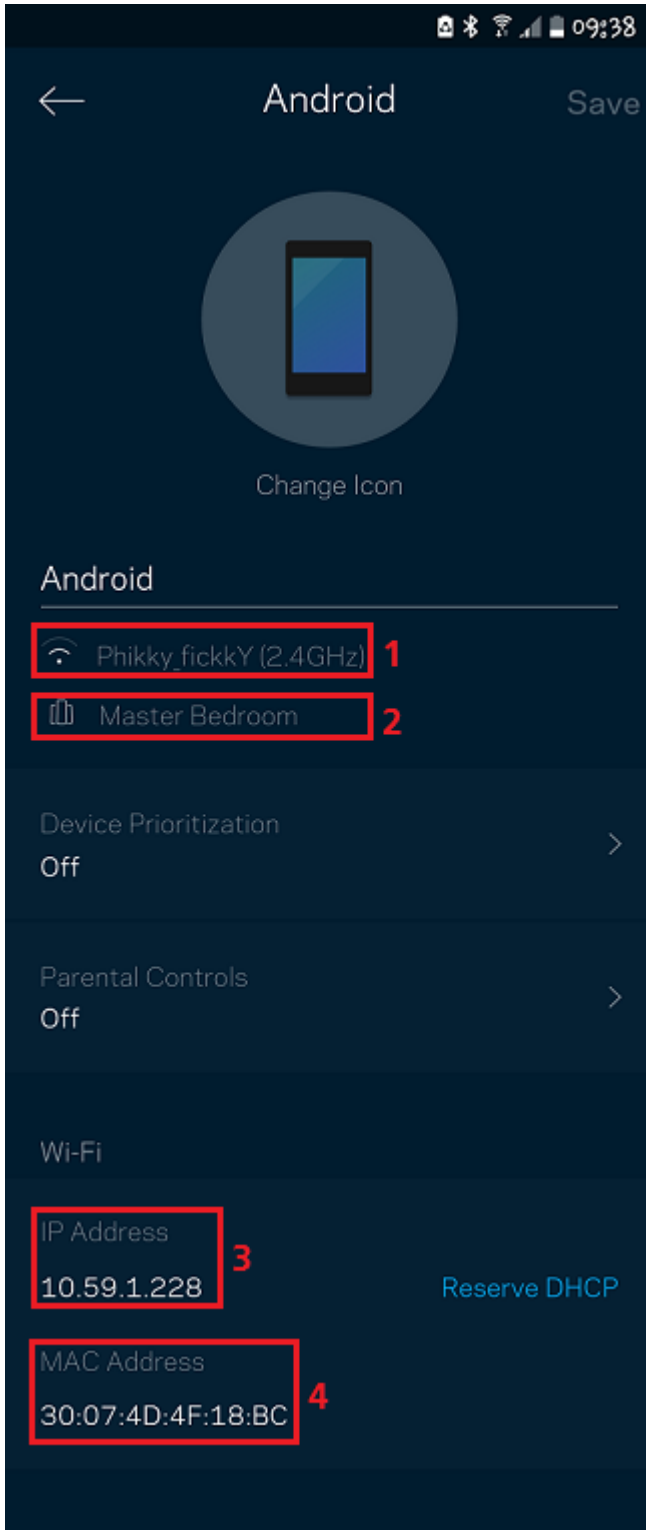 09:38
Android Save
Change Icon
Android
Phikky_fickkY (2.4GHz) 1
Master Bedroom 2
Device Prioritization
Off
Parental Controls
Off
Wi-Fi
IP Address
3
10.59.1.228 Reserve DHCP
MAC Address
4
30:07:4D:4F:18:BC